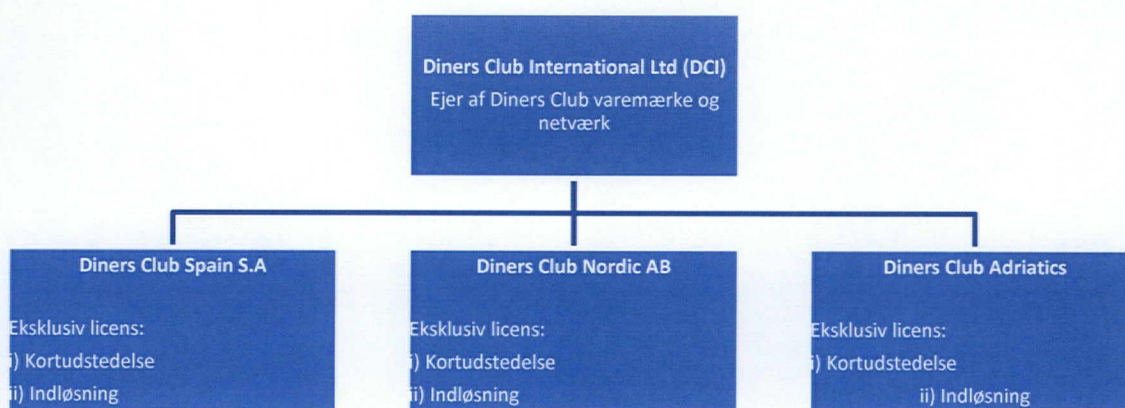 Diners Club International Ltd (DCI)
Ejer af Diners Club varemærke og
netværk
Diners Club Spain S.A
Eksklusiv licens:
i) Kortudstedelse
ii) Indløsning
Diners Club Nordic AB
Eksklusiv licens:
i) Kortudstedelse
ii) Indløsning
Diners Club Adriatics
Eksklusiv licens:
i) Kortudstedelse
ii) Indløsning